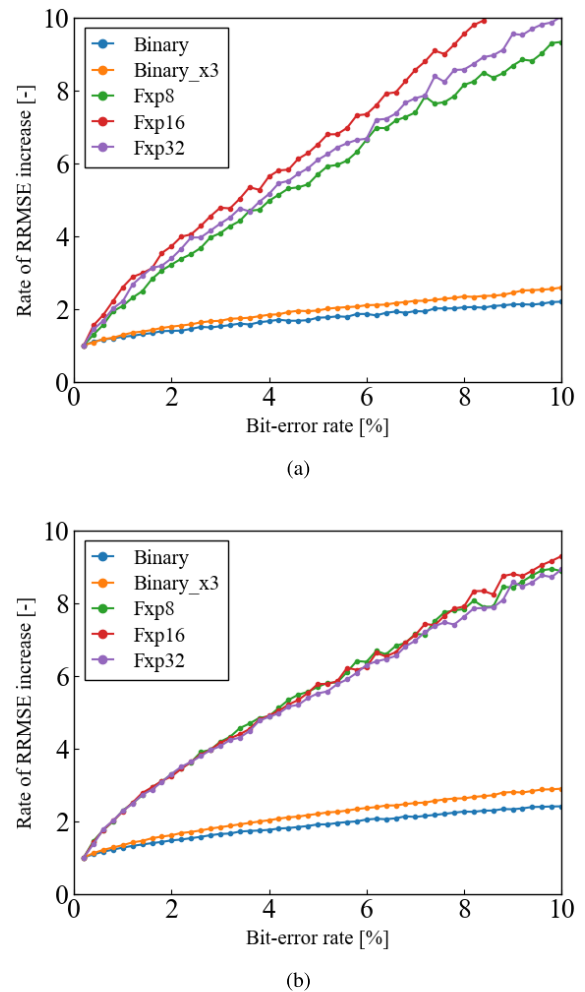 10
8
6
4
2
0
Rate of RRMSE increase [-]
Binary
Binary_x3
Fxp8
Fxp16
Fxp32
0 2 4 6 8 10
Bit-error rate [%]
(a)
10
8
6
4
2
0
Rate of RRMSE increase [-]
Binary
Binary_x3
Fxp8
Fxp16
Fxp32
0 2 4 6 8 10
Bit-error rate [%]
(b)